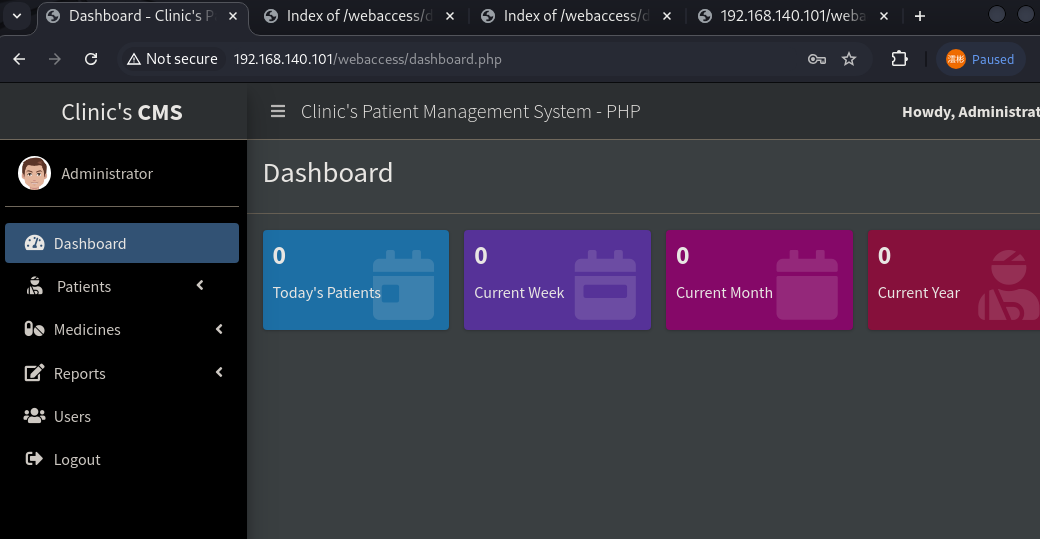 Dashboard - Clinic's P
Index of /webaccess/d
Index of /webaccess/d
192.168.140.101/weba
Not secure
192.168.140.101/webaccess/dashboard.php
Paused
Clinic's CMS
Clinic's Patient Management System - PHP
Howdy, Administrat
Administrator
Dashboard
Dashboard
Patients
Medicines
Reports
Users
Logout
0
Today's Patients
0
Current Week
0
Current Month
0
Current Year